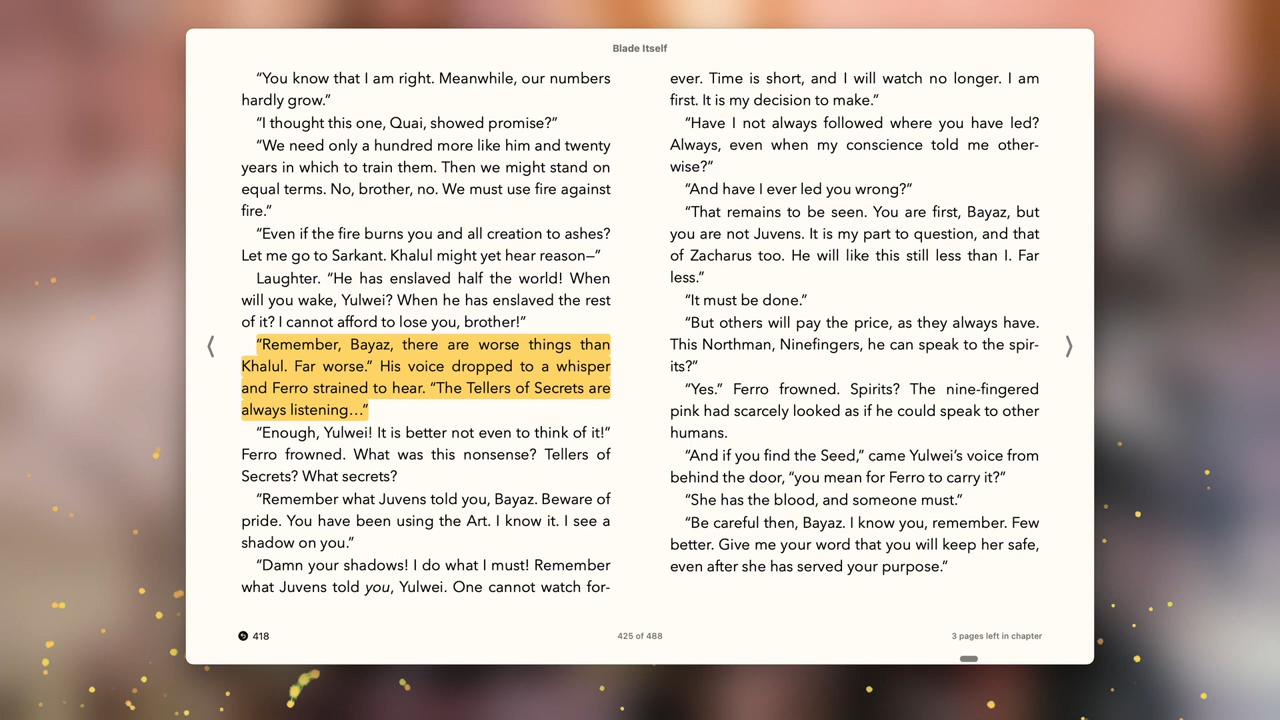 Blade Itself
“You know that I am right. Meanwhile, our numbers
hardly grow.”
“I thought this one, Quai, showed promise?”
“We need only a hundred more like him and twenty
years in which to train them. Then we might stand on
equal terms. No, brother, no. We must use fire against
fire.”
“Even if the fire burns you and all creation to ashes?
Let me go to Sarkant. Khalul might yet hear reason—”
Laughter. “He has enslaved half the world! When
will you wake, Yulwei? When he has enslaved the rest
of it? I cannot afford to lose you, brother!”
“Remember, Bayaz, there are worse things than
Khalul. Far worse.” His voice dropped to a whisper
and Ferro strained to hear. “The Tellers of Secrets are
always listening…”
“Enough, Yulwei! It is better not even to think of it!”
Ferro frowned. What was this nonsense? Tellers of
Secrets? What secrets?
“Remember what Juvens told you, Bayaz. Beware of
pride. You have been using the Art. I know it. I see a
shadow on you.”
“Damn your shadows! I do what I must! Remember
what Juvens told you, Yulwei. One cannot watch for-
ever. Time is short, and I will watch no longer. I am
first. It is my decision to make.”
“Have I not always followed where you have led?
Always, even when my conscience told me other-
wise?”
“And have I ever led you wrong?”
“That remains to be seen. You are first, Bayaz, but
you are not Juvens. It is my part to question, and that
of Zacharus too. He will like this still less than I. Far
less.”
“It must be done.”
“But others will pay the price, as they always have.
This Northman, Ninefingers, he can speak to the spir-
its?”
“Yes.” Ferro frowned. Spirits? The nine-fingered
pink had scarcely looked as if he could speak to other
humans.
“And if you find the Seed,” came Yulwei’s voice from
behind the door, “you mean for Ferro to carry it?”
“She has the blood, and someone must.”
“Be careful then, Bayaz. I know you, remember. Few
better. Give me your word that you will keep her safe,
even after she has served your purpose.”
418
425 of 488
3 pages left in chapter